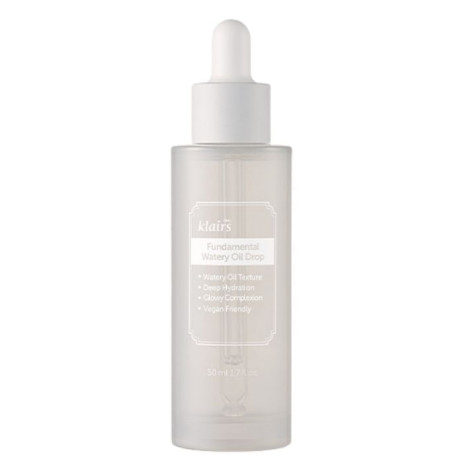 klairs
Fundamental
Watery Oil Drop
• Watery Oil Texture
• Deep Hydration
• Glowy Complexion
• Vegan Friendly